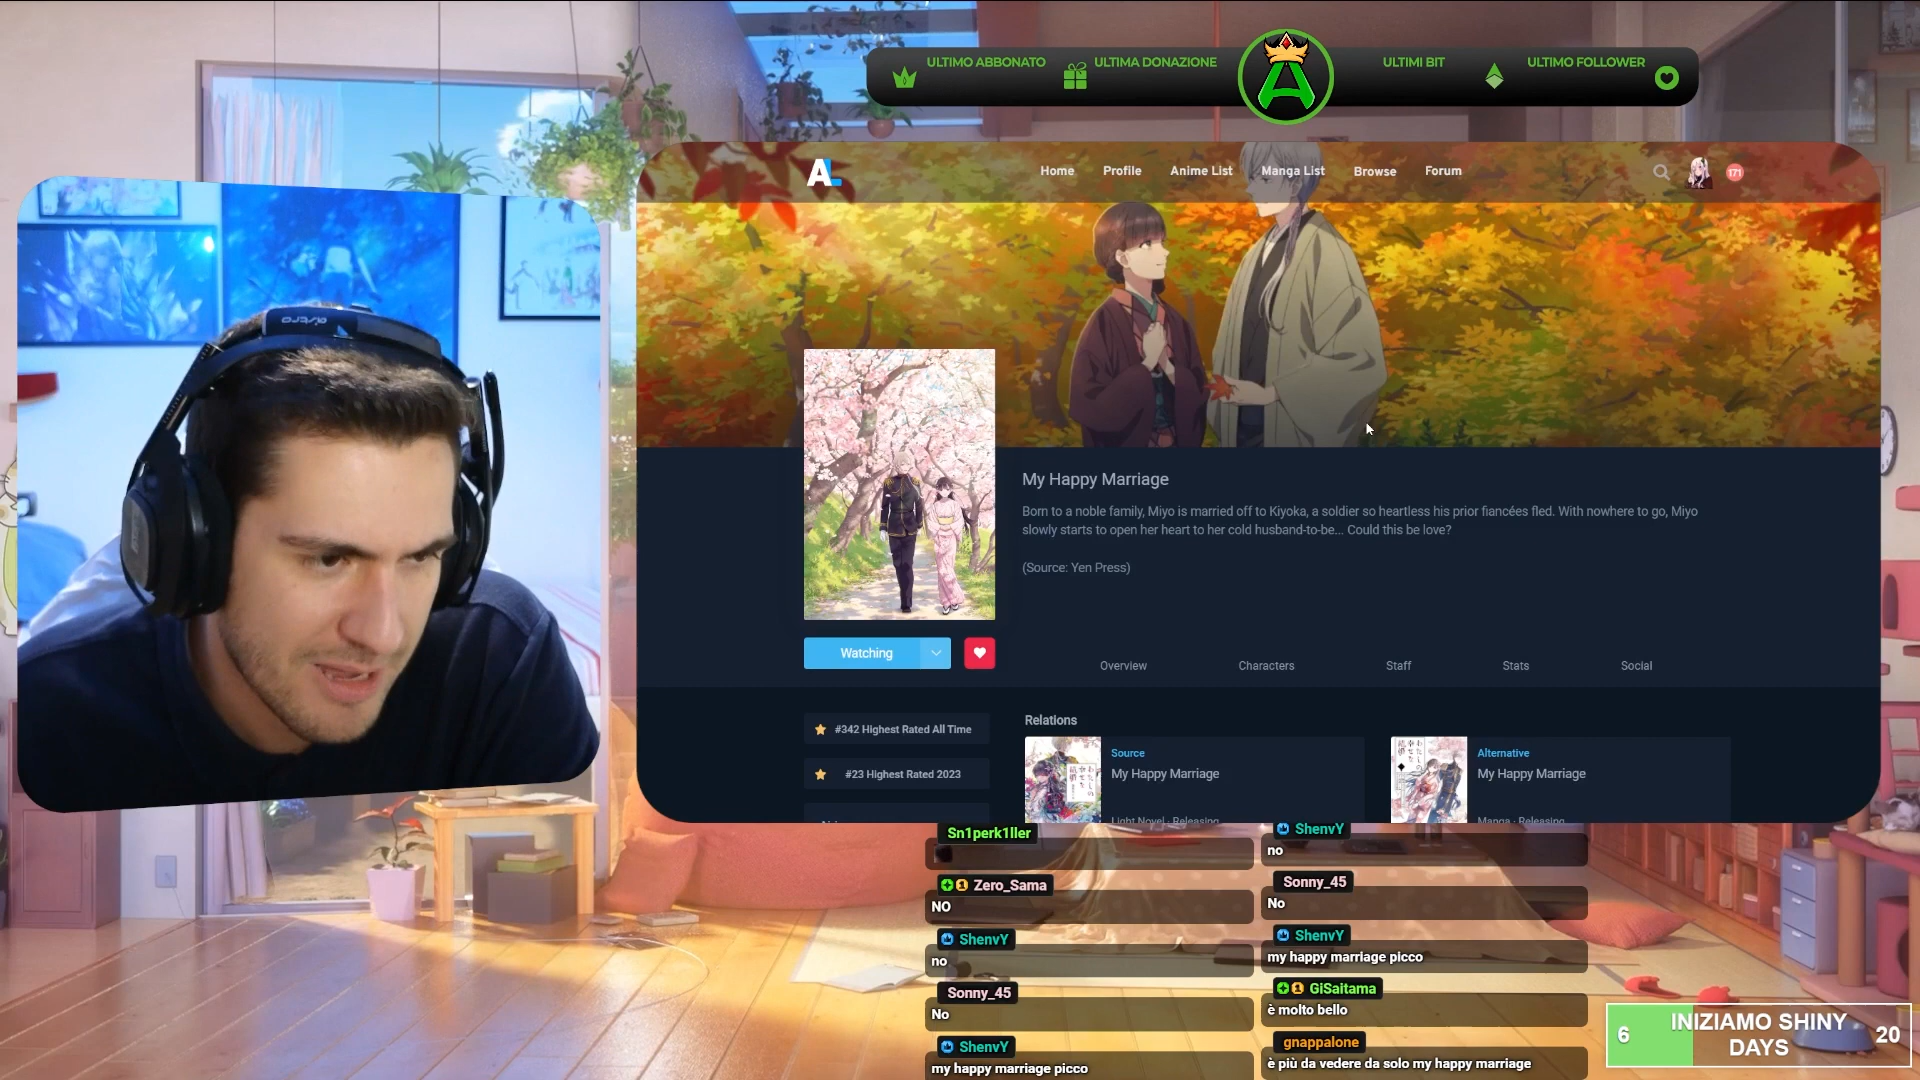 ULTIMO ABBONATO
ULTIMA DONAZIONE
A
ULTIMI BIT
ULTIMO FOLLOWER
AL
Home
Profile
Anime List
Manga List
Browse
Forum
171
My Happy Marriage
Born to a noble family, Miyo is married off to Kiyoka, a soldier so heartless his prior fiancées fled. With nowhere to go, Miyo
slowly starts to open her heart to her cold husband-to-be... Could this be love?
(Source: Yen Press)
Watching
Overview
Characters
Staff
Stats
Social
#342 Highest Rated All Time
#23 Highest Rated 2023
Relations
Source
My Happy Marriage
Light Novel · Releasing
Alternative
My Happy Marriage
Manga · Releasing
Sn1perk1ller
Zero_Sama
NO
ShenvY
no
Sonny_45
No
ShenvY
my happy marriage picco
ShenvY
no
Sonny_45
No
ShenvY
my happy marriage picco
GiSaitama
è molto bello
gnappalone
è più da vedere da solo my happy marriage
6
INIZIAMO SHINY
DAYS
20